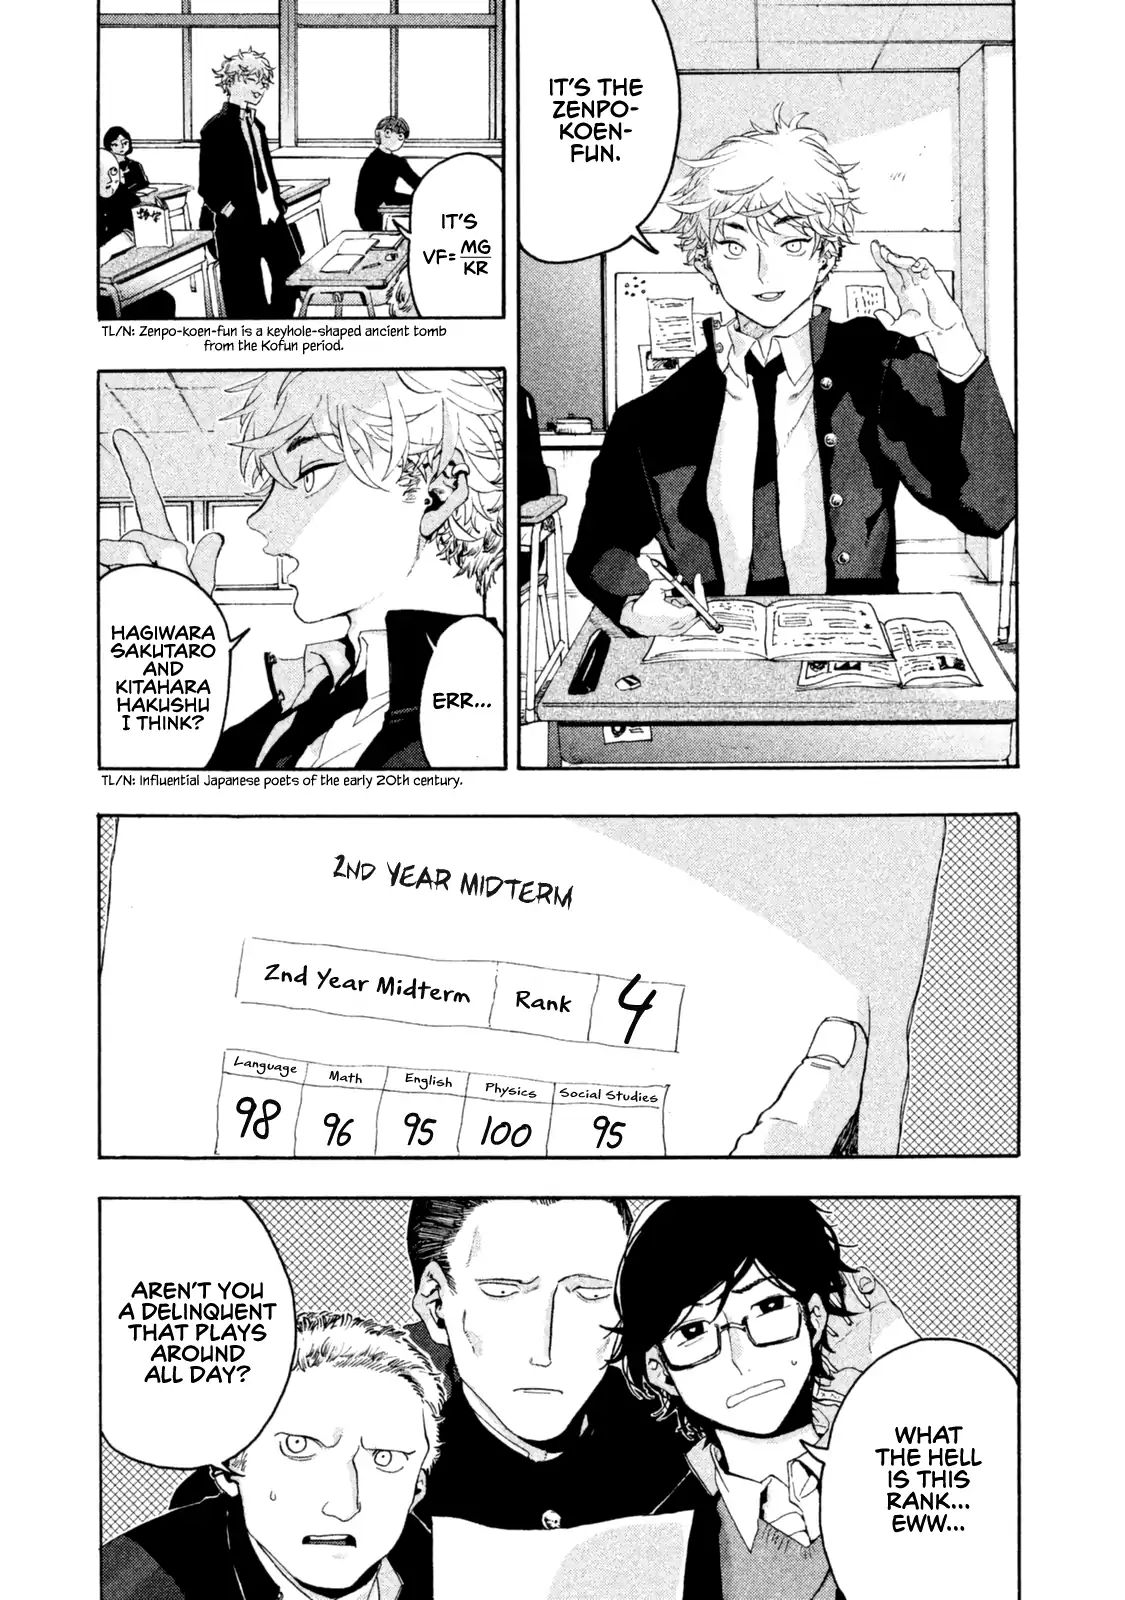 IT'S THE
ZENPO-
KOEN-
FUN.
IT'S
VF= MG
KR
TL/N: Zenpo-koen-fun is a keyhole-shaped ancient tomb
from the Kofun period.
ERR...
HAGIWARA
SAKUTARO
AND
KITAHARA
HAKUSHU
I THINK?
TL/N: Influential Japanese poets of the early 20th century.
2ND YEAR MIDTERM
2nd Year Midterm Rank 4
Language Math English Physics Social Studies
98 96 95 100 95
AREN'T YOU
A DELINQUENT
THAT PLAYS
AROUND
ALL DAY?
WHAT
THE HELL
IS THIS
RANK...
EWW...